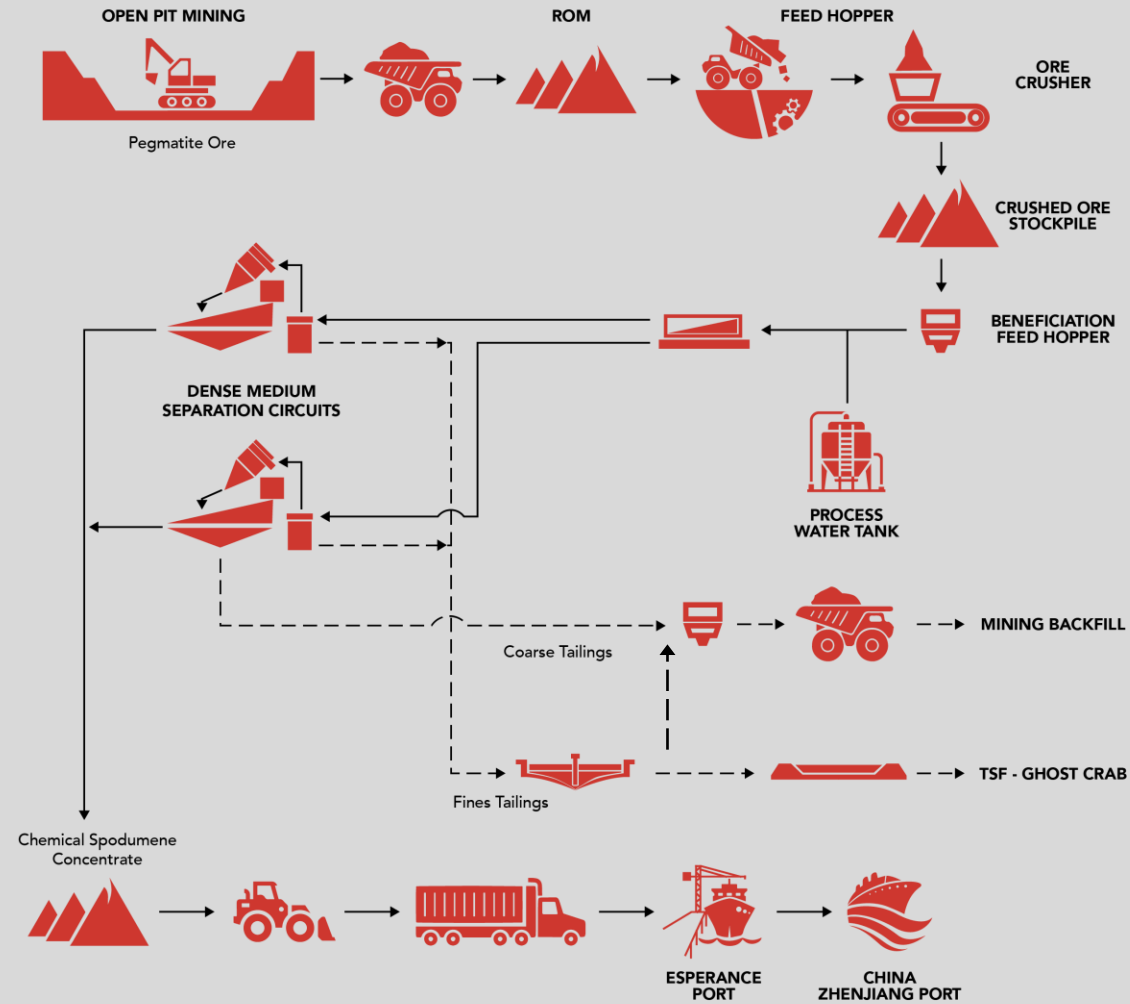 OPEN PIT MINING
ROM
FEED HOPPER
ORE
CRUSHER
Pegmatite Ore
CRUSHED ORE
STOCKPILE
BENEFICIATION
FEED HOPPER
DENSE MEDIUM
SEPARATION CIRCUITS
PROCESS
WATER TANK
MINING BACKFILL
Coarse Tailings
TSF - GHOST CRAB
Fines Tailings
Chemical Spodumene
Concentrate
ESPERANCE
PORT
CHINA
ZHENJIANG PORT